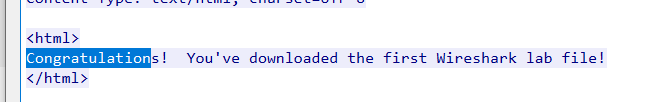 <html>
Congratulations!  You've downloaded the first Wireshark lab file!
</html>